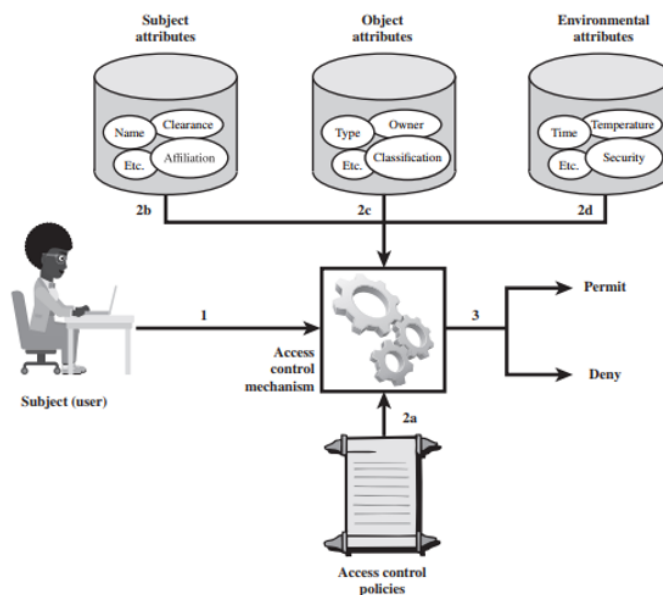 Subject
attributes
Object
attributes
Environmental
attributes
Name
Clearance
Etc.
Affiliation
Type
Owner
Etc.
Classification
Time
Temperature
Etc.
Security
2b
2c
2d
1
3
Permit
Deny
Access
control
mechanism
Subject (user)
2a
Access control
policies